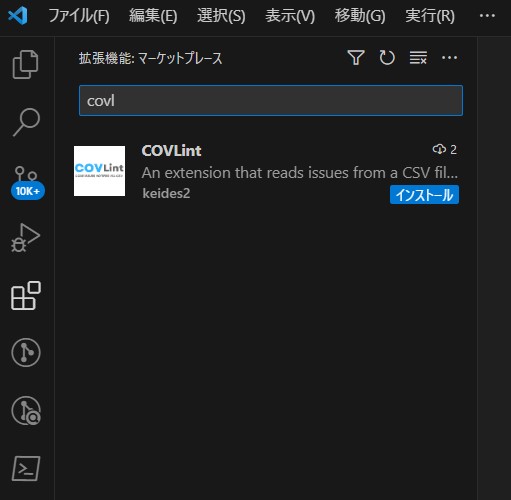 ファイル(F) 編集(E) 選択(S) 表示(V) 移動(G) 実行(R) ···
拡張機能: マーケットプレース
covl
COVLint 2
An extension that reads issues from a CSV fil...
keides2 インストール
COVLint
10K+